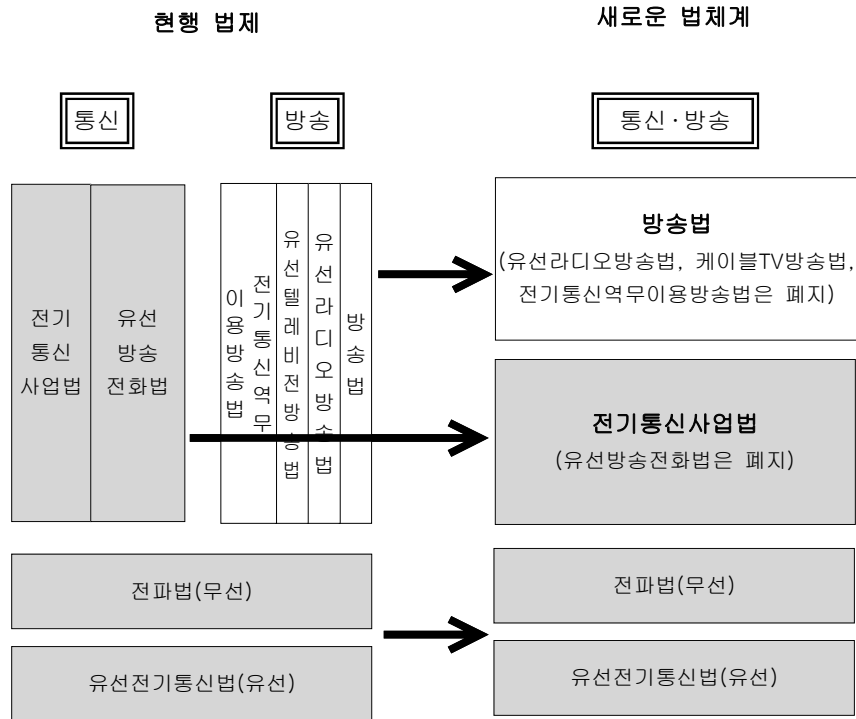 현행 법제
새로운 법체계
통신
방송
통신·방송
전기
통신
사업법
유선
방송
전화법
전기통신역무
이용방송법
유선텔레비전방송법
유선라디오방송법
방송법
방송법
(유선라디오방송법, 케이블TV방송법,
전기통신역무이용방송법은 폐지)
전기통신사업법
(유선방송전화법은 폐지)
전파법(무선)
유선전기통신법(유선)
전파법(무선)
유선전기통신법(유선)